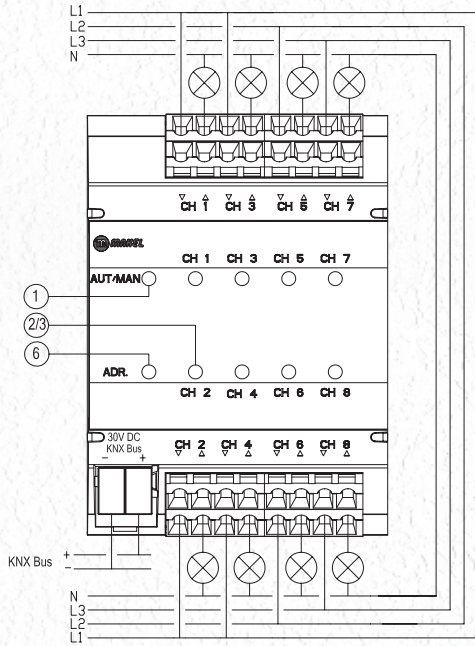 L1
L2
L3
N
CH 1 CH 3 CH 5 CH 7
MAKEL
CH 1 CH 3 CH 5 CH 7
AUT/MAN
1
2/3
6
ADR.
CH 2 CH 4 CH 6 CH 8
30V DC
KNX Bus
- +
CH 2 CH 4 CH 6 CH 8
KNX Bus + -
N
L3
L2
L1